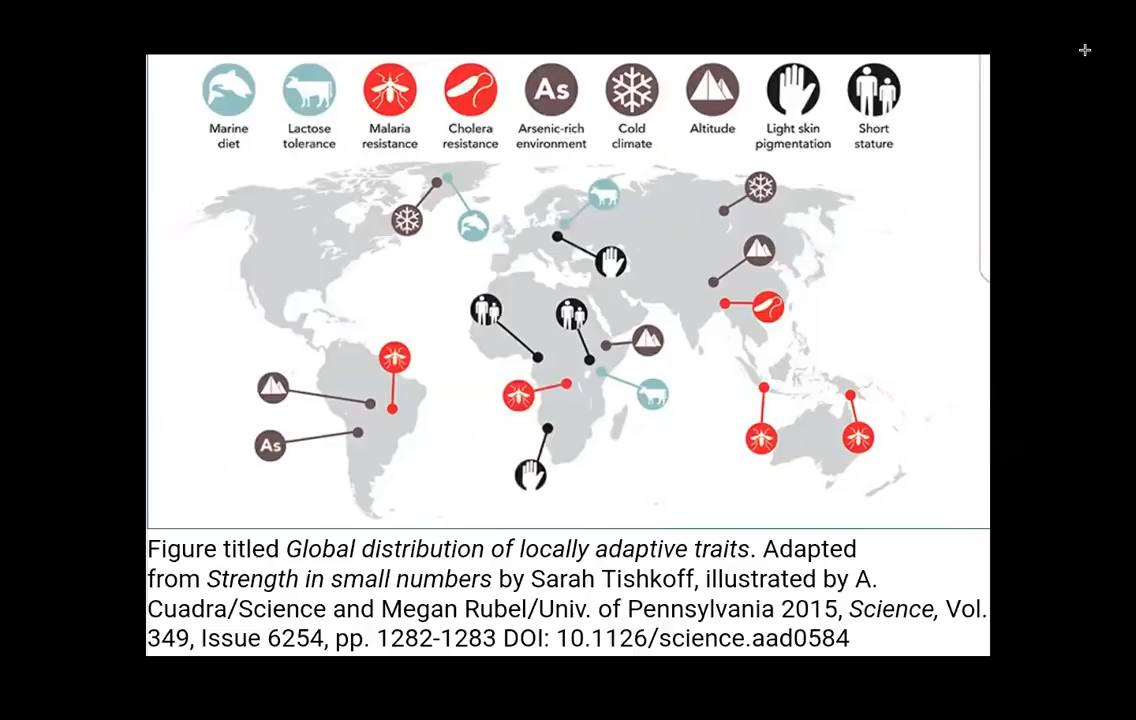 Marine diet
Lactose tolerance
Malaria resistance
Cholera resistance
As
Arsenic-rich environment
Cold climate
Altitude
Light skin pigmentation
Short stature
As
Figure titled Global distribution of locally adaptive traits. Adapted
from Strength in small numbers by Sarah Tishkoff, illustrated by A.
Cuadra/Science and Megan Rubel/Univ. of Pennsylvania 2015, Science, Vol.
349, Issue 6254, pp. 1282-1283 DOI: 10.1126/science.aad0584